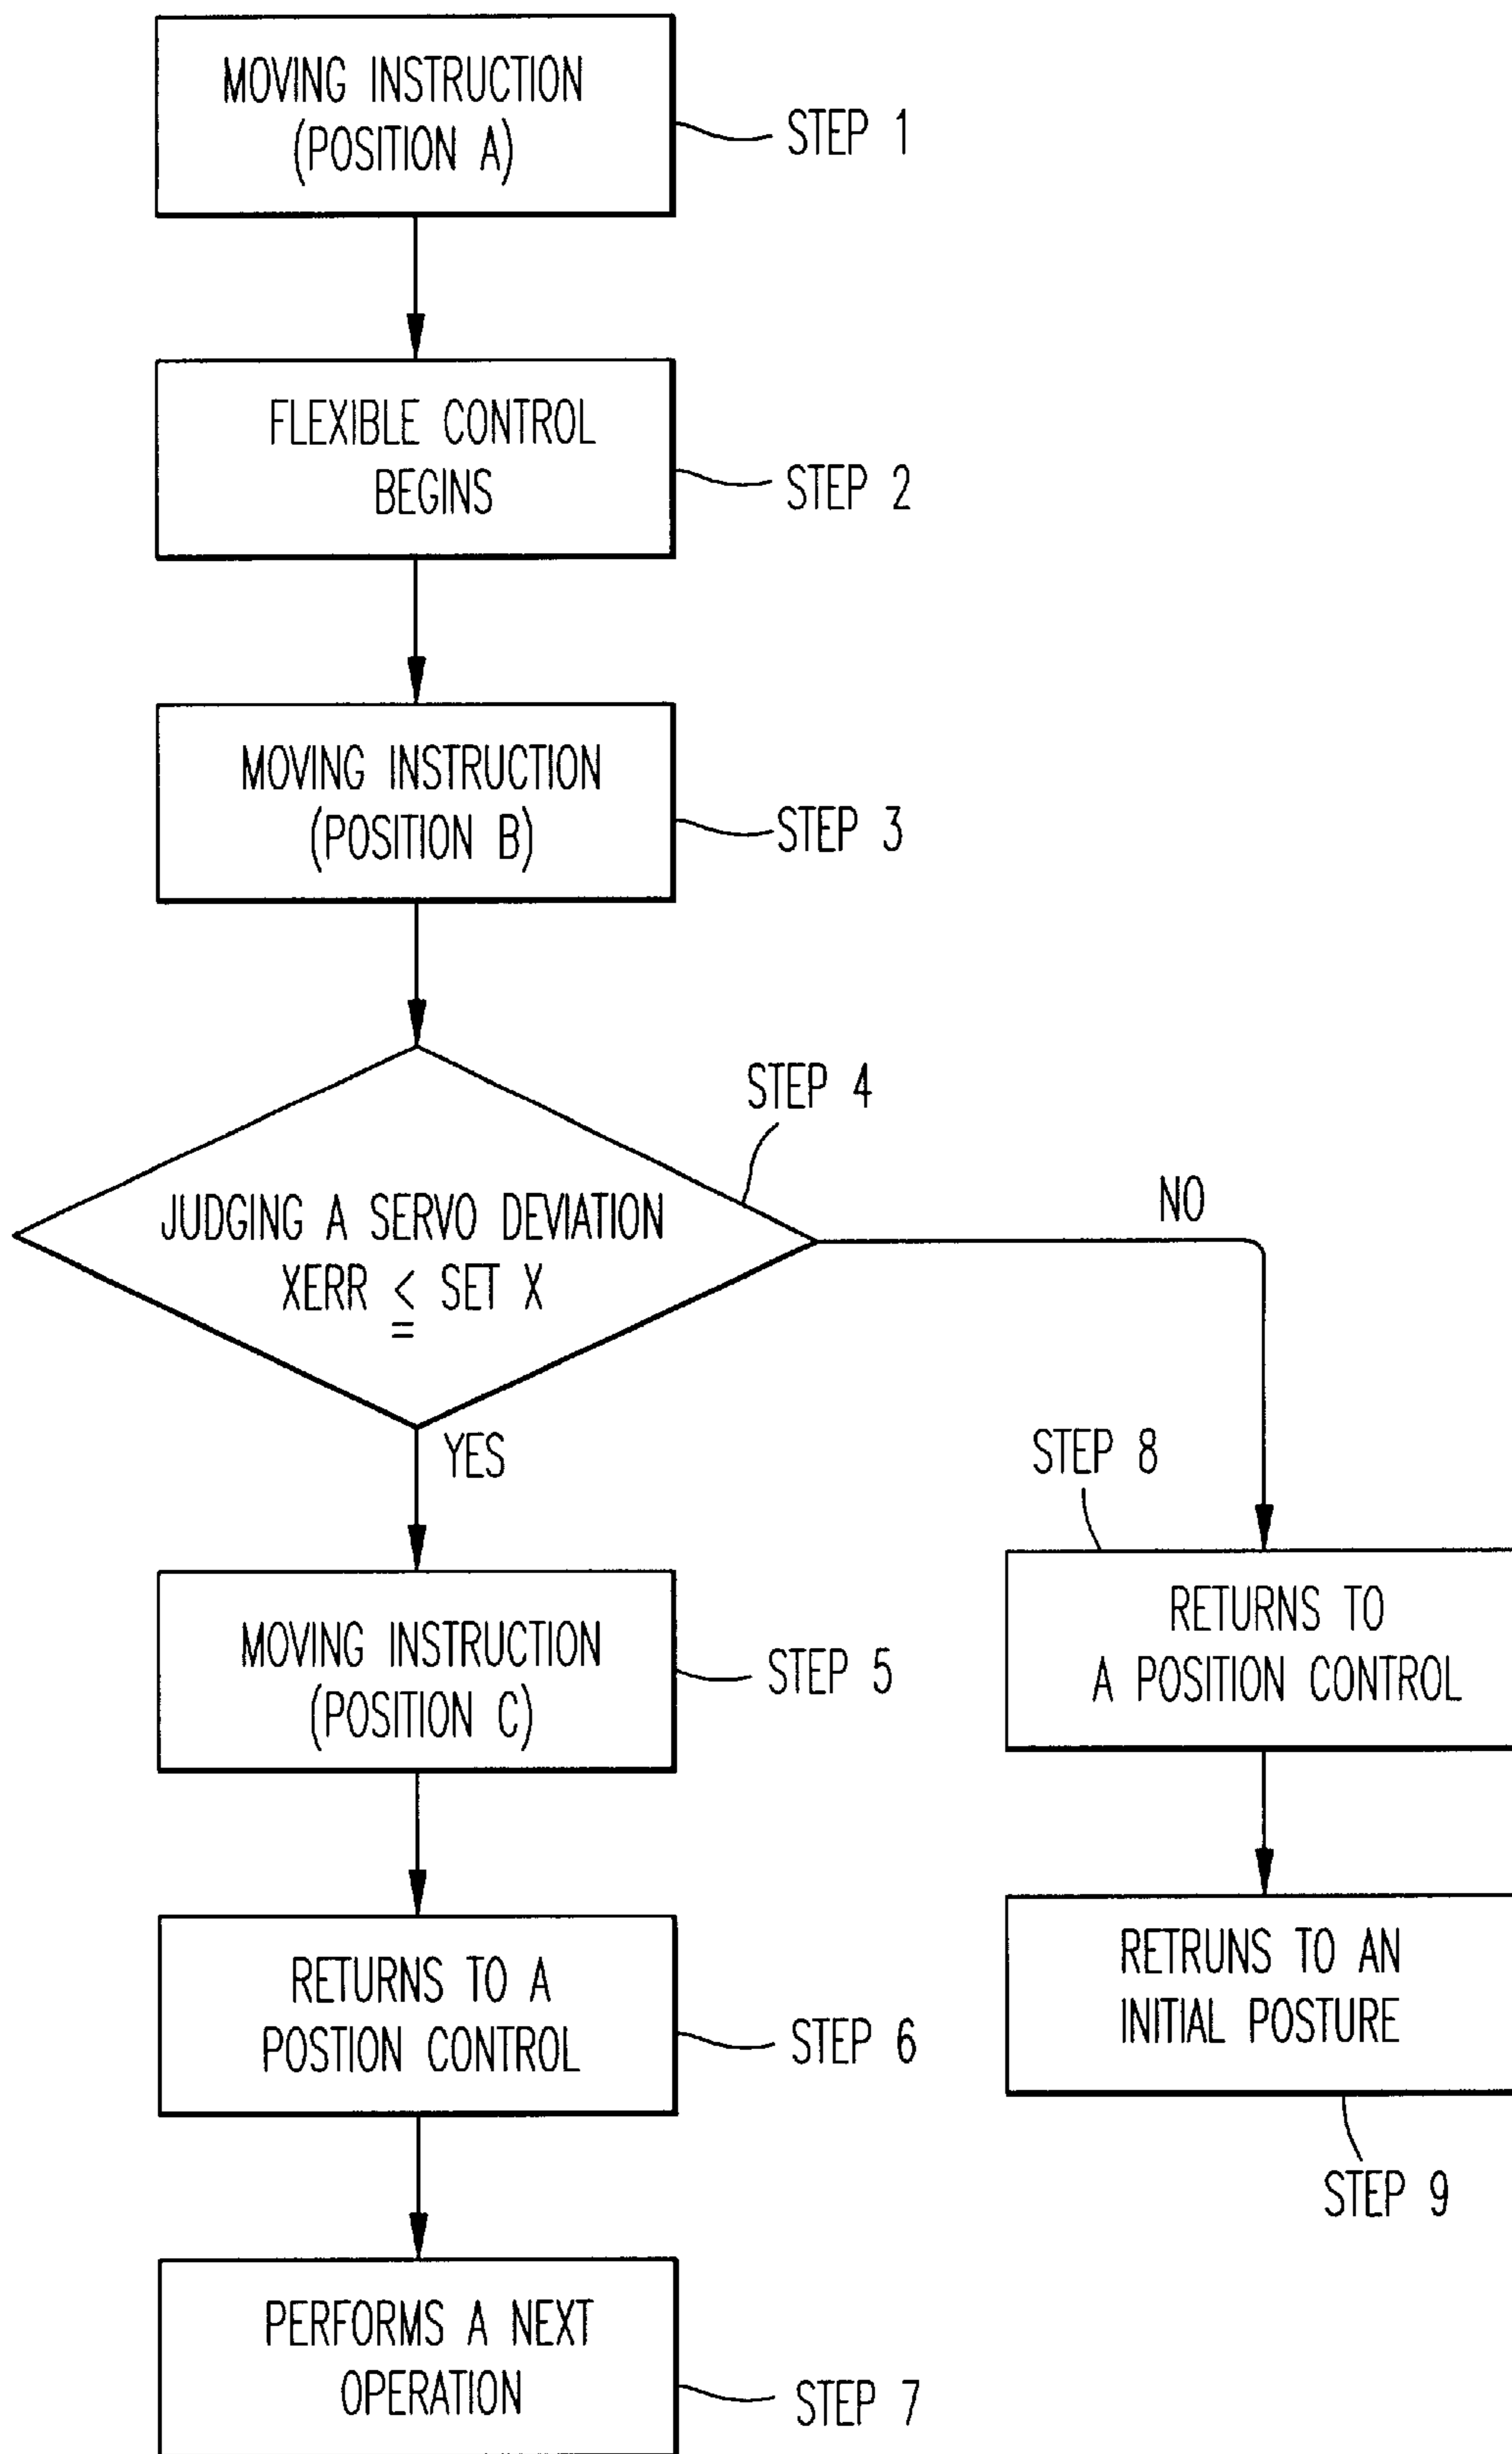 MOVING INSTRUCTION
(POSITION A)
STEP 1
FLEXIBLE CONTROL
BEGINS
STEP 2
MOVING INSTRUCTION
(POSITION B)
STEP 3
STEP 4
JUDGING A SERVO DEVIATION
XERR ≦ SET X
NO
YES
MOVING INSTRUCTION
(POSITION C)
STEP 5
RETURNS TO A
POSTION CONTROL
STEP 6
PERFORMS A NEXT
OPERATION
STEP 7
STEP 8
RETURNS TO
A POSITION CONTROL
RETRUNS TO AN
INITIAL POSTURE
STEP 9